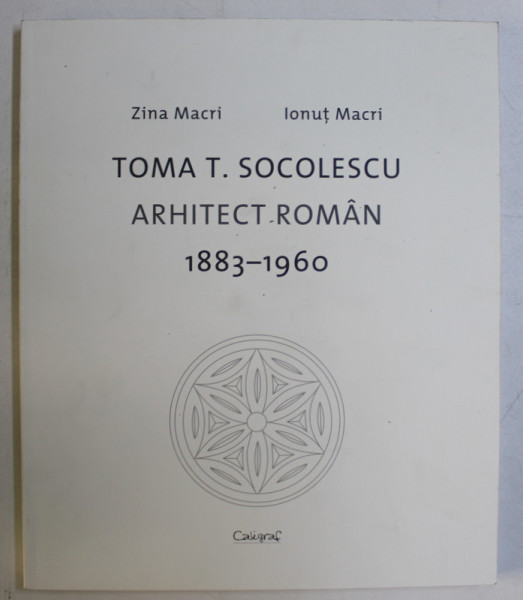 Zina Macri Ionuț Macri
TOMA T. SOCOLESCU
ARHITECT ROMÂN
1883–1960
Caligraf